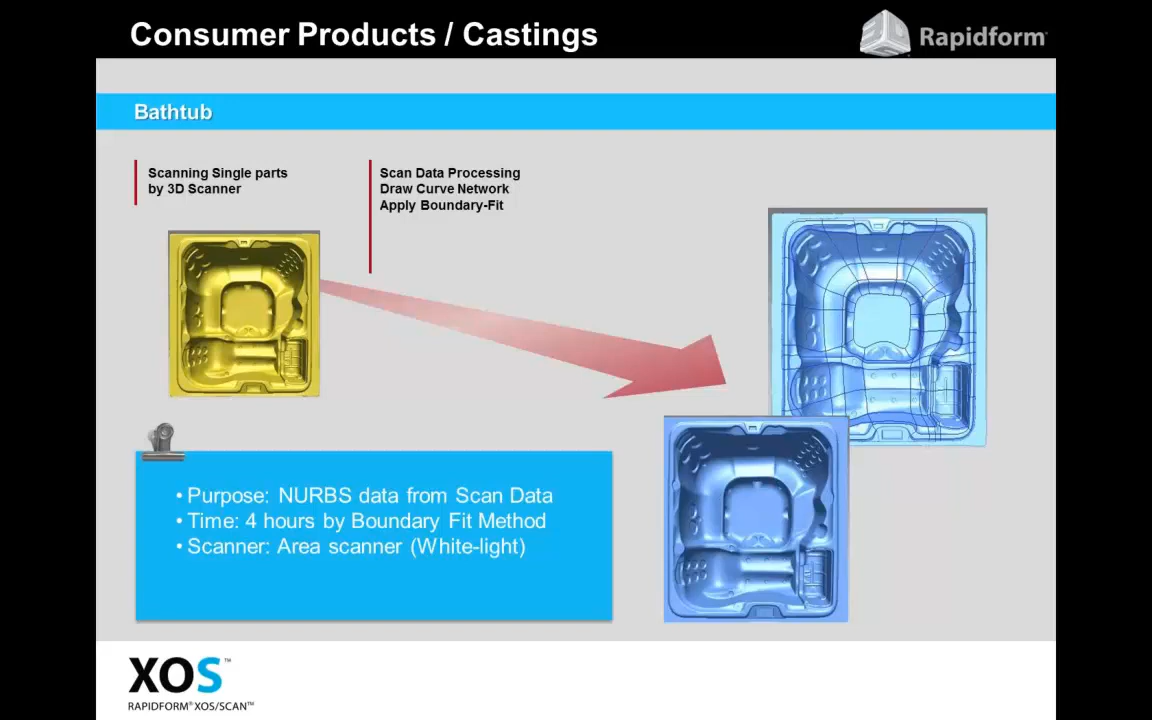 Consumer Products / Castings
Rapidform
Bathtub
Scanning Single parts
by 3D Scanner
Scan Data Processing
Draw Curve Network
Apply Boundary-Fit
• Purpose: NURBS data from Scan Data
• Time: 4 hours by Boundary Fit Method
• Scanner: Area scanner (White-light)
XOS™
RAPIDFORM® XOS/SCAN™